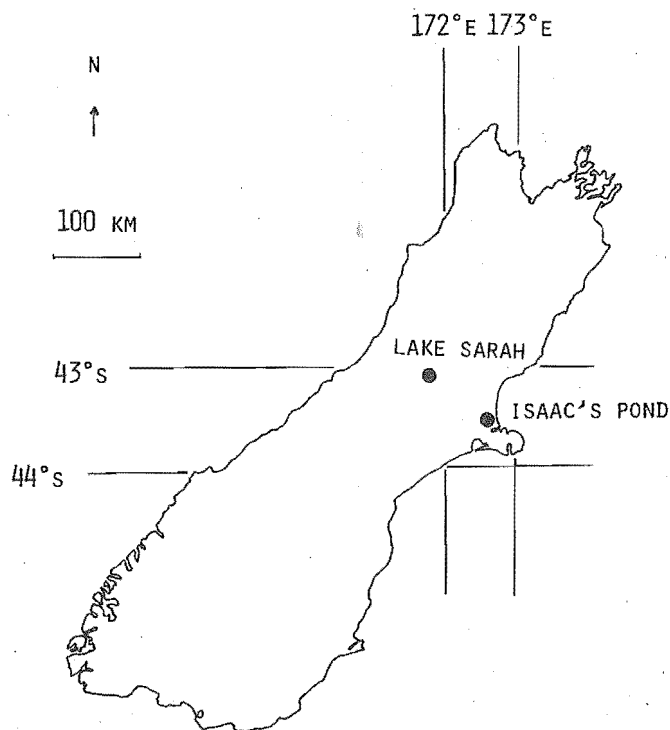 172°E 173°E
N
100 KM
LAKE SARAH
43°S
ISAAC'S POND
44°S